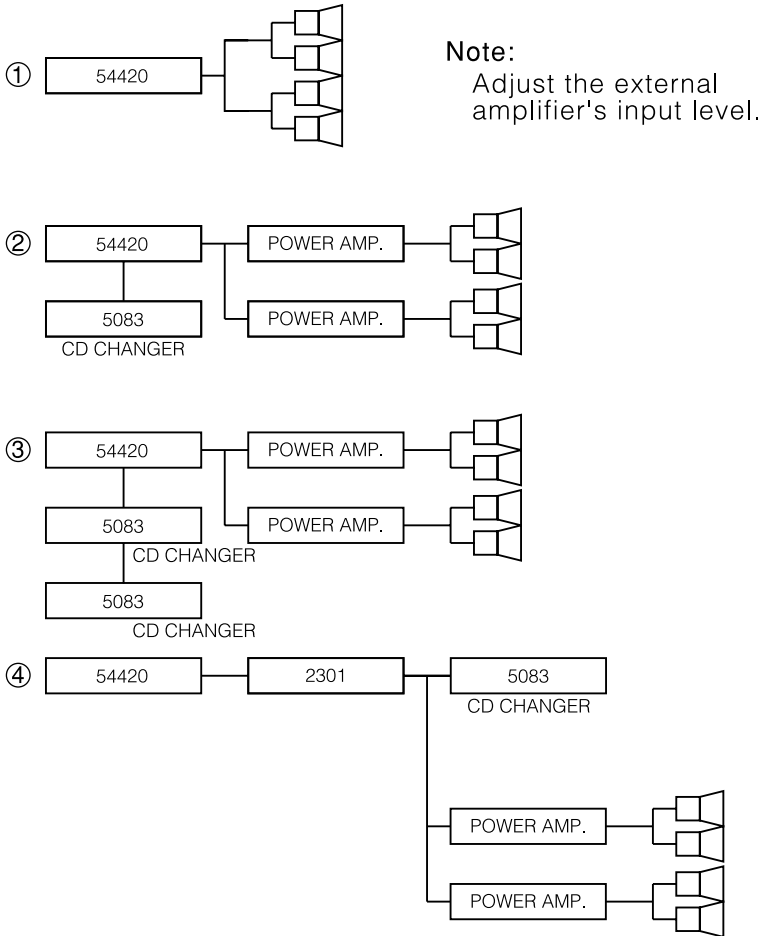 ① 54420
Note:
Adjust the external
amplifier's input level.
② 54420 POWER AMP.
5083 POWER AMP.
CD CHANGER
③ 54420 POWER AMP.
5083 POWER AMP.
CD CHANGER
5083
CD CHANGER
④ 54420 2301 5083
CD CHANGER
POWER AMP.
POWER AMP.